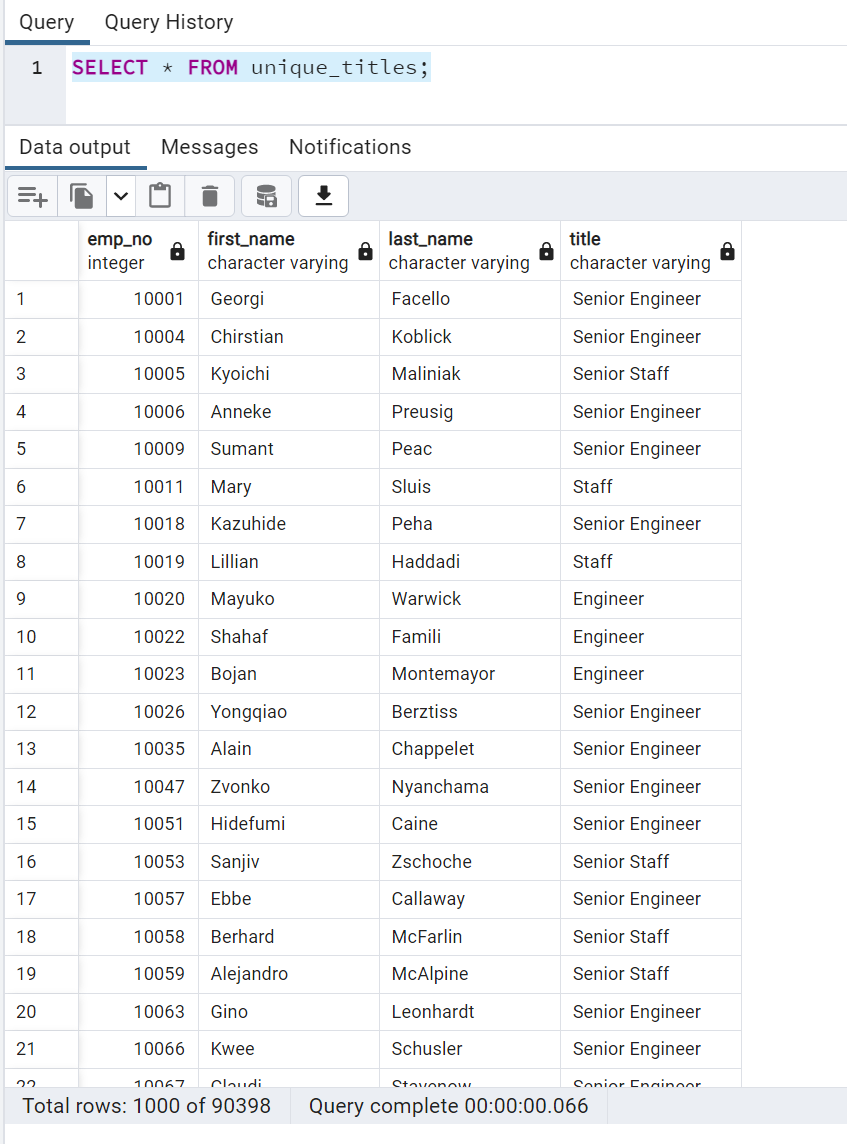 Query Query History
1 SELECT * FROM unique_titles;
Data output Messages Notifications
emp_no first_name last_name title
integer character varying character varying character varying
1 10001 Georgi Facello Senior Engineer
2 10004 Chirstian Koblick Senior Engineer
3 10005 Kyoichi Maliniak Senior Staff
4 10006 Anneke Preusig Senior Engineer
5 10009 Sumant Peac Senior Engineer
6 10011 Mary Sluis Staff
7 10018 Kazuhide Peha Senior Engineer
8 10019 Lillian Haddadi Staff
9 10020 Mayuko Warwick Engineer
10 10022 Shahaf Famili Engineer
11 10023 Bojan Montemayor Engineer
12 10026 Yongqiao Berztiss Senior Engineer
13 10035 Alain Chappelet Senior Engineer
14 10047 Zvonko Nyanchama Senior Engineer
15 10051 Hidefumi Caine Senior Engineer
16 10053 Sanjiv Zschoche Senior Staff
17 10057 Ebbe Callaway Senior Engineer
18 10058 Berhard McFarlin Senior Staff
19 10059 Alejandro McAlpine Senior Staff
20 10063 Gino Leonhardt Senior Engineer
21 10066 Kwee Schusler Senior Engineer
22 10067 Claudi Stavenow Senior Engineer
Total rows: 1000 of 90398 Query complete 00:00:00.066